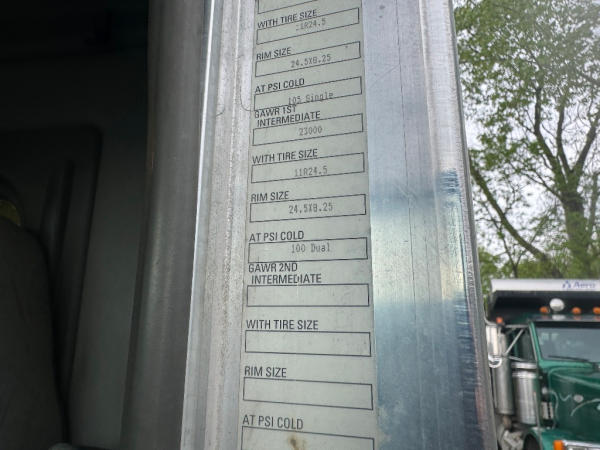 WITH TIRE SIZE
11R24.5
RIM SIZE
24.5X8.25
AT PSI COLD
105 Single
GAWR 1ST
INTERMEDIATE
23000
WITH TIRE SIZE
11R24.5
RIM SIZE
24.5X8.25
AT PSI COLD
100 Dual
GAWR 2ND
INTERMEDIATE
WITH TIRE SIZE
RIM SIZE
AT PSI COLD
Aero